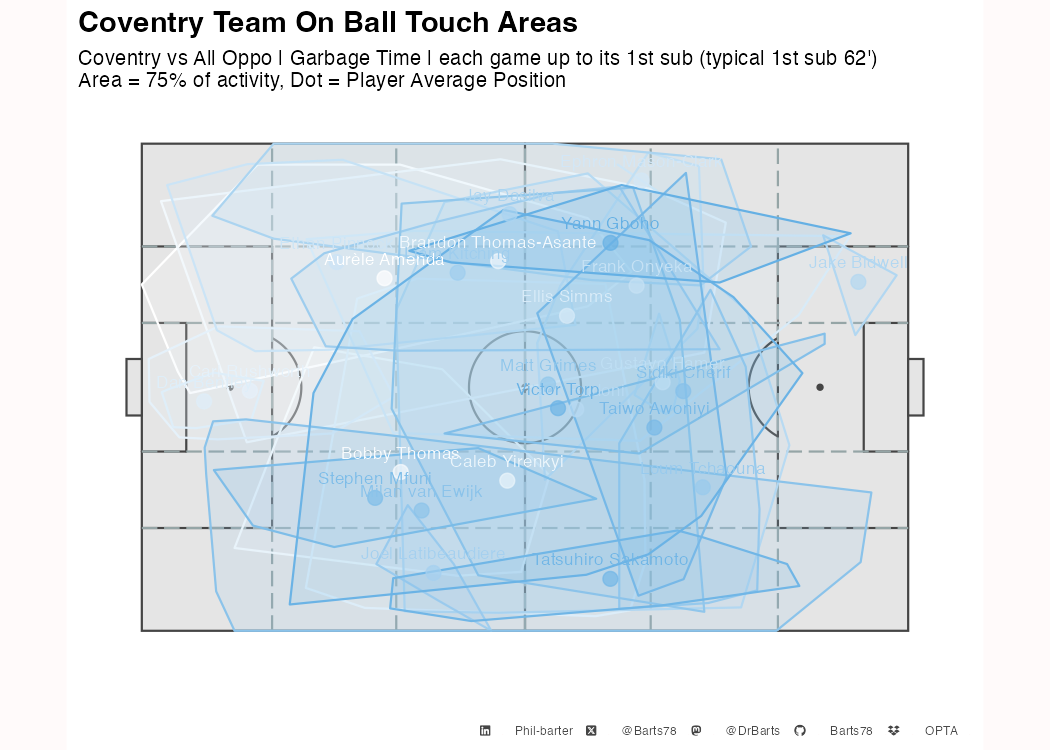 Coventry Team On Ball Touch Areas
Coventry vs All Oppo | Garbage Time | each game up to its 1st sub (typical 1st sub 62')
Area = 75% of activity, Dot = Player Average Position
Jay Dasilva
Yann Gboho
Brandon Thomas-Asante
Aurèle Amenda
Frank Onyeka
Jake Bidwell
Ellis Simms
Matt Grimes
Gustavo
Sidiki Cherif
Victor Torp
Taiwo Awoniyi
Bobby Thomas
Caleb Yirenkyi
Tchaouna
Stephen Mfuni
Milan van Ewijk
Joel Latibeaudiere
Tatsuhiro Sakamoto
Phil-barter
@Barts78
@DrBarts
Barts78
OPTA